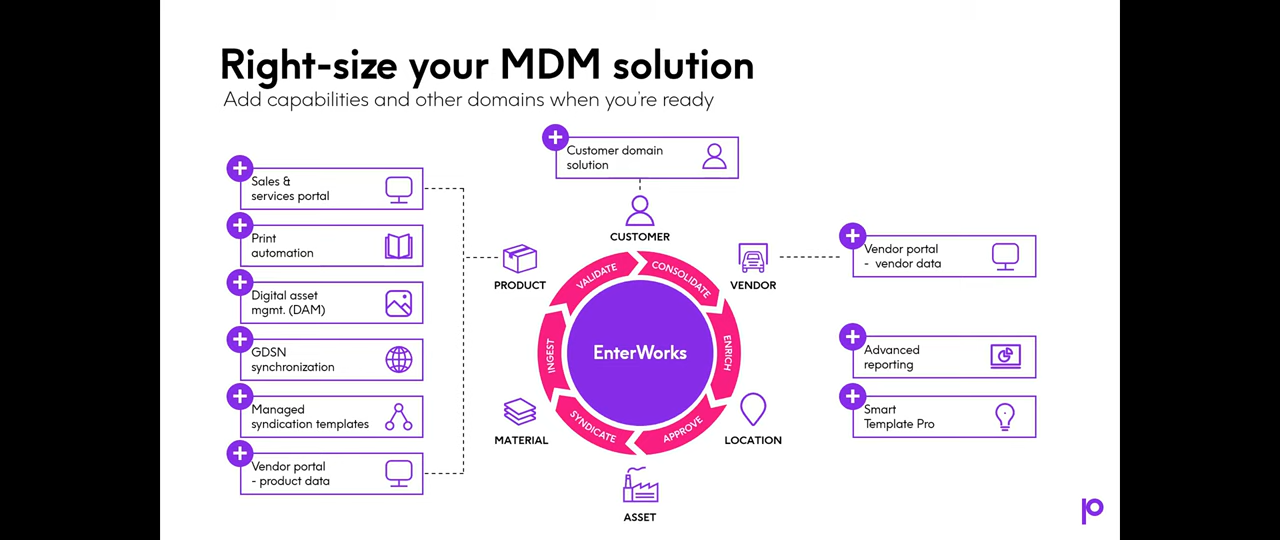 Right-size your MDM solution
Add capabilities and other domains when you're ready
Customer domain
solution
Sales &
services portal
Print
automation
Digital asset
mgmt. (DAM)
GDSN
synchronization
Managed
syndication templates
Vendor portal
- product data
CUSTOMER
PRODUCT
VENDOR
MATERIAL
LOCATION
ASSET
VALIDATE
CONSOLIDATE
ENRICH
APPROVE
SYNDICATE
INGEST
EnterWorks
Vendor portal
- vendor data
Advanced
reporting
Smart
Template Pro